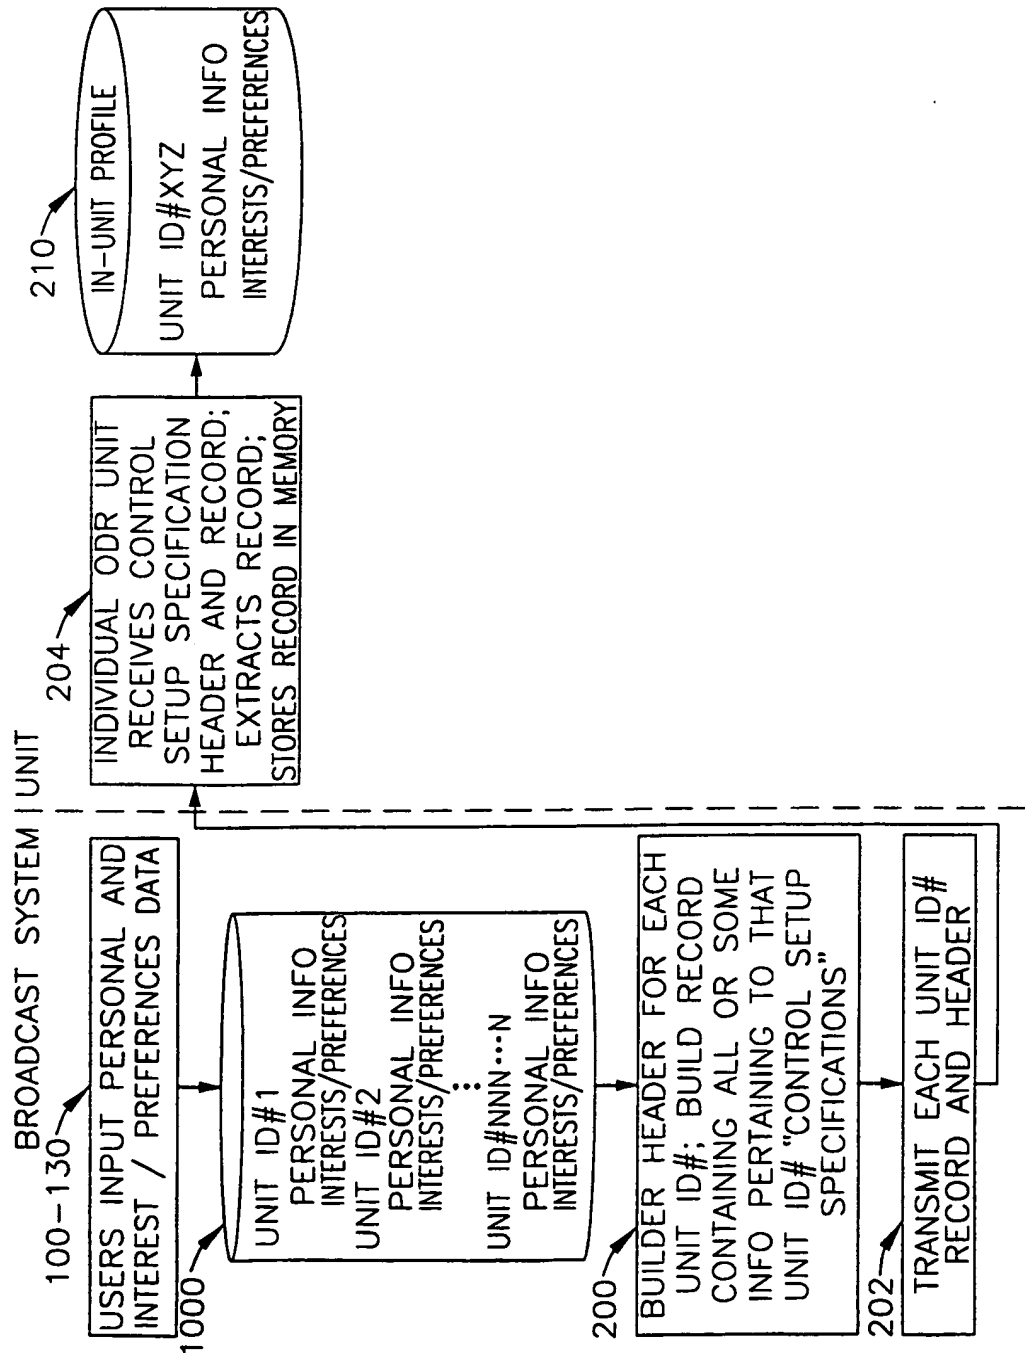 BROADCAST SYSTEM | UNIT
100-130
USERS INPUT PERSONAL AND
INTEREST / PREFERENCES DATA
1000
UNIT ID#1
PERSONAL INFO
INTERESTS/PREFERENCES
UNIT ID#2
PERSONAL INFO
INTERESTS/PREFERENCES
UNIT ID#NNN···N
PERSONAL INFO
INTERESTS/PREFERENCES
200
BUILDER HEADER FOR EACH
UNIT ID#; BUILD RECORD
CONTAINING ALL OR SOME
INFO PERTAINING TO THAT
UNIT ID# "CONTROL SETUP
SPECIFICATIONS"
202
TRANSMIT EACH UNIT ID#
RECORD AND HEADER
204
INDIVIDUAL ODR UNIT
RECEIVES CONTROL
SETUP SPECIFICATION
HEADER AND RECORD;
EXTRACTS RECORD;
STORES RECORD IN MEMORY
210
IN-UNIT PROFILE
UNIT ID#XYZ
PERSONAL INFO
INTERESTS/PREFERENCES